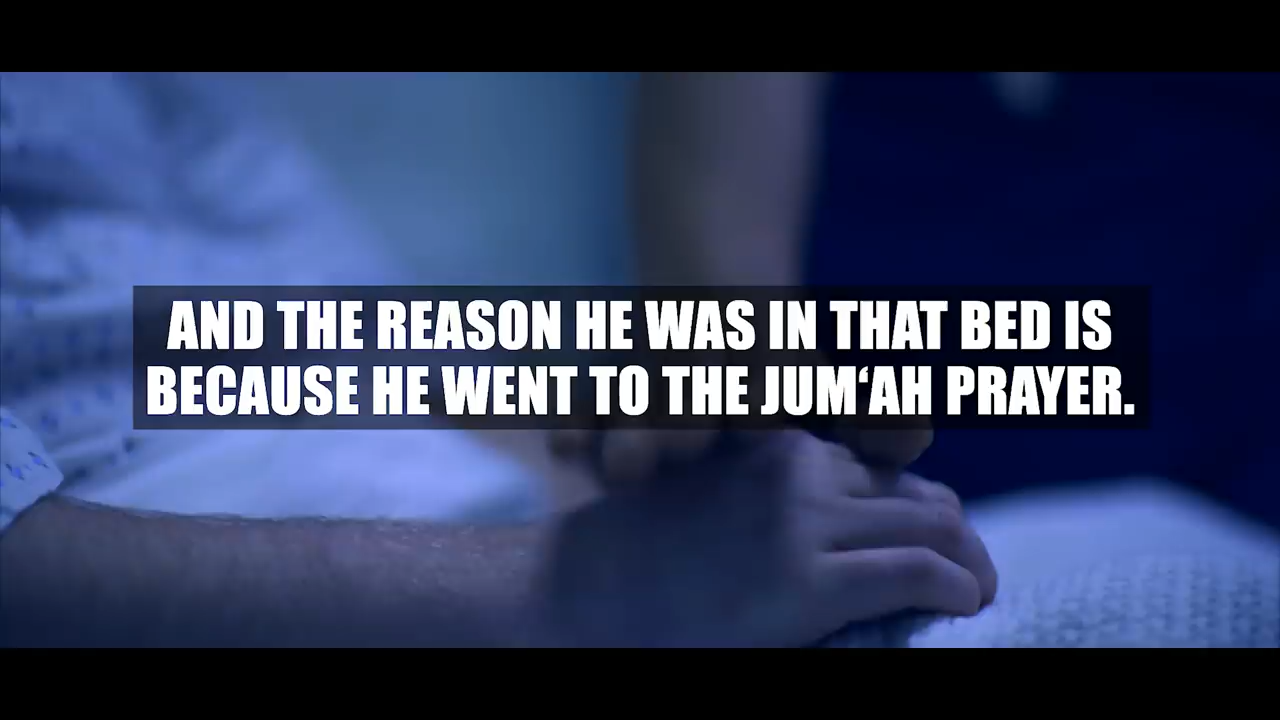 AND THE REASON HE WAS IN THAT BED IS
BECAUSE HE WENT TO THE JUM‘AH PRAYER.